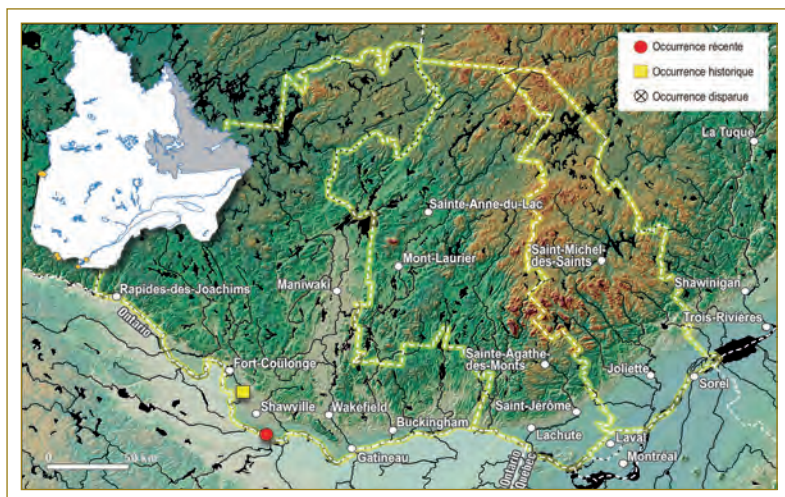 Occurrence récente
Occurrence historique
Occurrence disparue
La Tuque
Sainte-Anne-du-Lac
Saint-Michel
des-Saints
Mont-Laurier
Maniwaki
Rapides-des-Joachims
Shawinigan
Trois-Rivières
Ontario
Fort-Coulonge
Sainte-Agathe
des-Monts
Joliette
Sorel
Shawville
Wakefield
Saint-Jérôme
Buckingham
Lachute
Laval
Gatineau
Montréal
Ontario
Québec
0 50 km